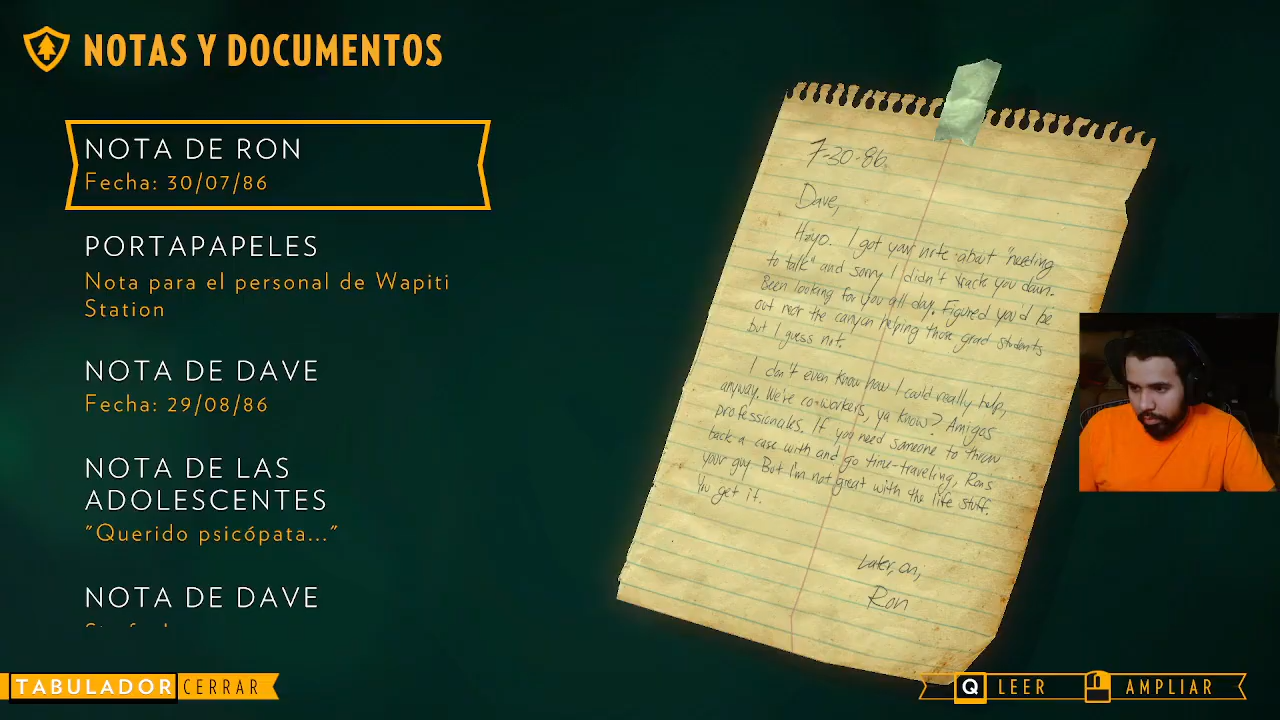 NOTAS Y DOCUMENTOS
NOTA DE RON
Fecha: 30/07/86
PORTAPAPELES
Nota para el personal de Wapiti
Station
NOTA DE DAVE
Fecha: 29/08/86
NOTA DE LAS
ADOLESCENTES
"Querido psicópata..."
NOTA DE DAVE
7-30-86
Dave,
Hiyo. I got your note about "needing
to talk" and sorry I didn't track you down.
Been looking for you all day. Figured you'd be
out near the canyon helping those grad students
but I guess not.
I don't even know how I could really help,
anyway. We're co-workers, ya know? Amigos
professionales. If you need someone to throw
back a case with and go time-traveling, Rons
your guy. But I'm not great with the life stuff.
You get it.
Later, on,
Ron
TABULADOR CERRAR
Q LEER AMPLIAR